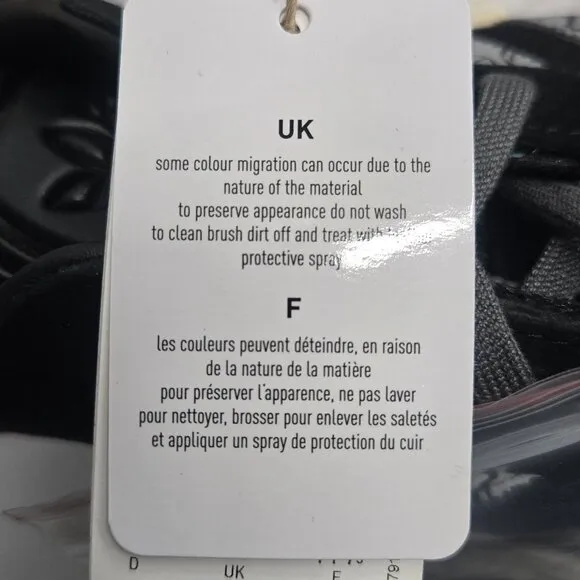 UK
some colour migration can occur due to the
nature of the material
to preserve appearance do not wash
to clean brush dirt off and treat with
protective spray
F
les couleurs peuvent déteindre, en raison
de la nature de la matière
pour préserver l'apparence, ne pas laver
pour nettoyer, brosser pour enlever les saletés
et appliquer un spray de protection du cuir
D
UK
F
791